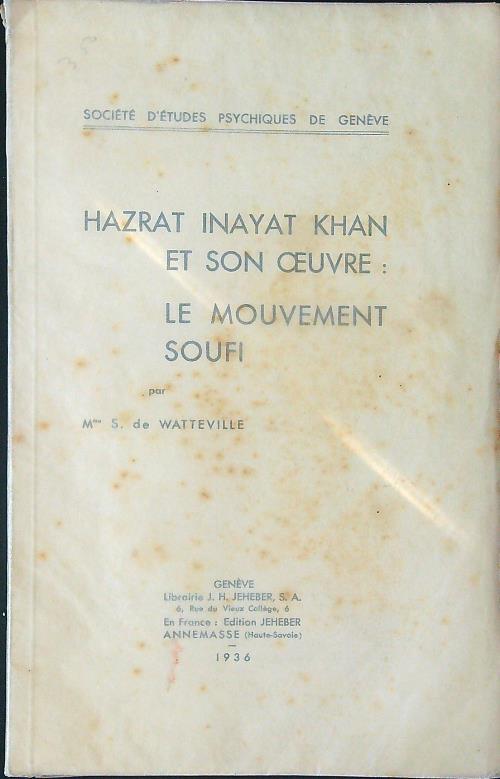 SOCIÉTÉ D'ÉTUDES PSYCHIQUES DE GENÈVE
HAZRAT INAYAT KHAN
ET SON ŒUVRE :
LE MOUVEMENT
SOUFI
par
Mme S. de WATTEVILLE
GENÈVE
Librairie J. H. JEHEBER, S. A.
6, Rue du Vieux Collège, 6
En France : Edition JEHEBER
ANNEMASSE (Haute-Savoie)
1936